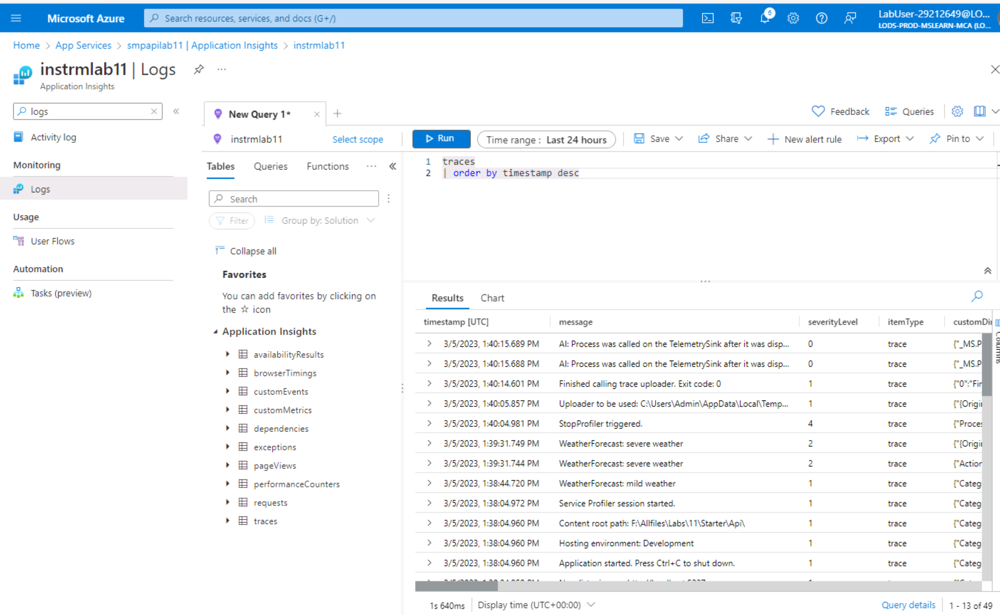 Microsoft Azure
Search resources, services, and docs (G+/)
6
LabUser-29212649@LO...
LODS-PROD-MSLEARN-MCA (LO...
Home > App Services > smpapilab11 | Application Insights > instrmlab11
instrmlab11 | Logs
...
Application Insights
logs
Activity log
Monitoring
Logs
Usage
User Flows
Automation
Tasks (preview)
New Query 1*
Feedback
Queries
instrmlab11
Select scope
Run
Time range : Last 24 hours
Save
Share
New alert rule
Export
Pin to
Tables
Queries
Functions
...
Search
Filter
Group by: Solution
Collapse all
Favorites
You can add favorites by clicking on
the ☆ icon
Application Insights
availabilityResults
browserTimings
customEvents
customMetrics
dependencies
exceptions
pageViews
performanceCounters
requests
traces
1 traces
2 | order by timestamp desc
Results
Chart
timestamp [UTC] message severityLevel itemType customDi
Columns
3/5/2023, 1:40:15.689 PM AI: Process was called on the TelemetrySink after it was disp... 0 trace {"_MS.P
3/5/2023, 1:40:15.688 PM AI: Process was called on the TelemetrySink after it was disp... 0 trace {"_MS.P
3/5/2023, 1:40:14.601 PM Finished calling trace uploader. Exit code: 0 1 trace {"0":"Fir
3/5/2023, 1:40:05.857 PM Uploader to be used: C:\Users\Admin\AppData\Local\Temp... 1 trace {"{Origi
3/5/2023, 1:40:04.981 PM StopProfiler triggered. 4 trace {"Proce
3/5/2023, 1:39:31.749 PM WeatherForecast: severe weather 2 trace {"{Origi
3/5/2023, 1:39:31.744 PM WeatherForecast: severe weather 2 trace {"Action
3/5/2023, 1:38:44.720 PM WeatherForecast: mild weather 1 trace {"Categ
3/5/2023, 1:38:04.972 PM Service Profiler session started. 1 trace {"Categ
3/5/2023, 1:38:04.960 PM Content root path: F:\Allfiles\Labs\11\Starter\Api\ 1 trace {"Categ
3/5/2023, 1:38:04.960 PM Hosting environment: Development 1 trace {"Categ
3/5/2023, 1:38:04.960 PM Application started. Press Ctrl+C to shut down. 1 trace {"Categ
1s 640ms
Display time (UTC+00:00)
Query details
1 - 13 of 49